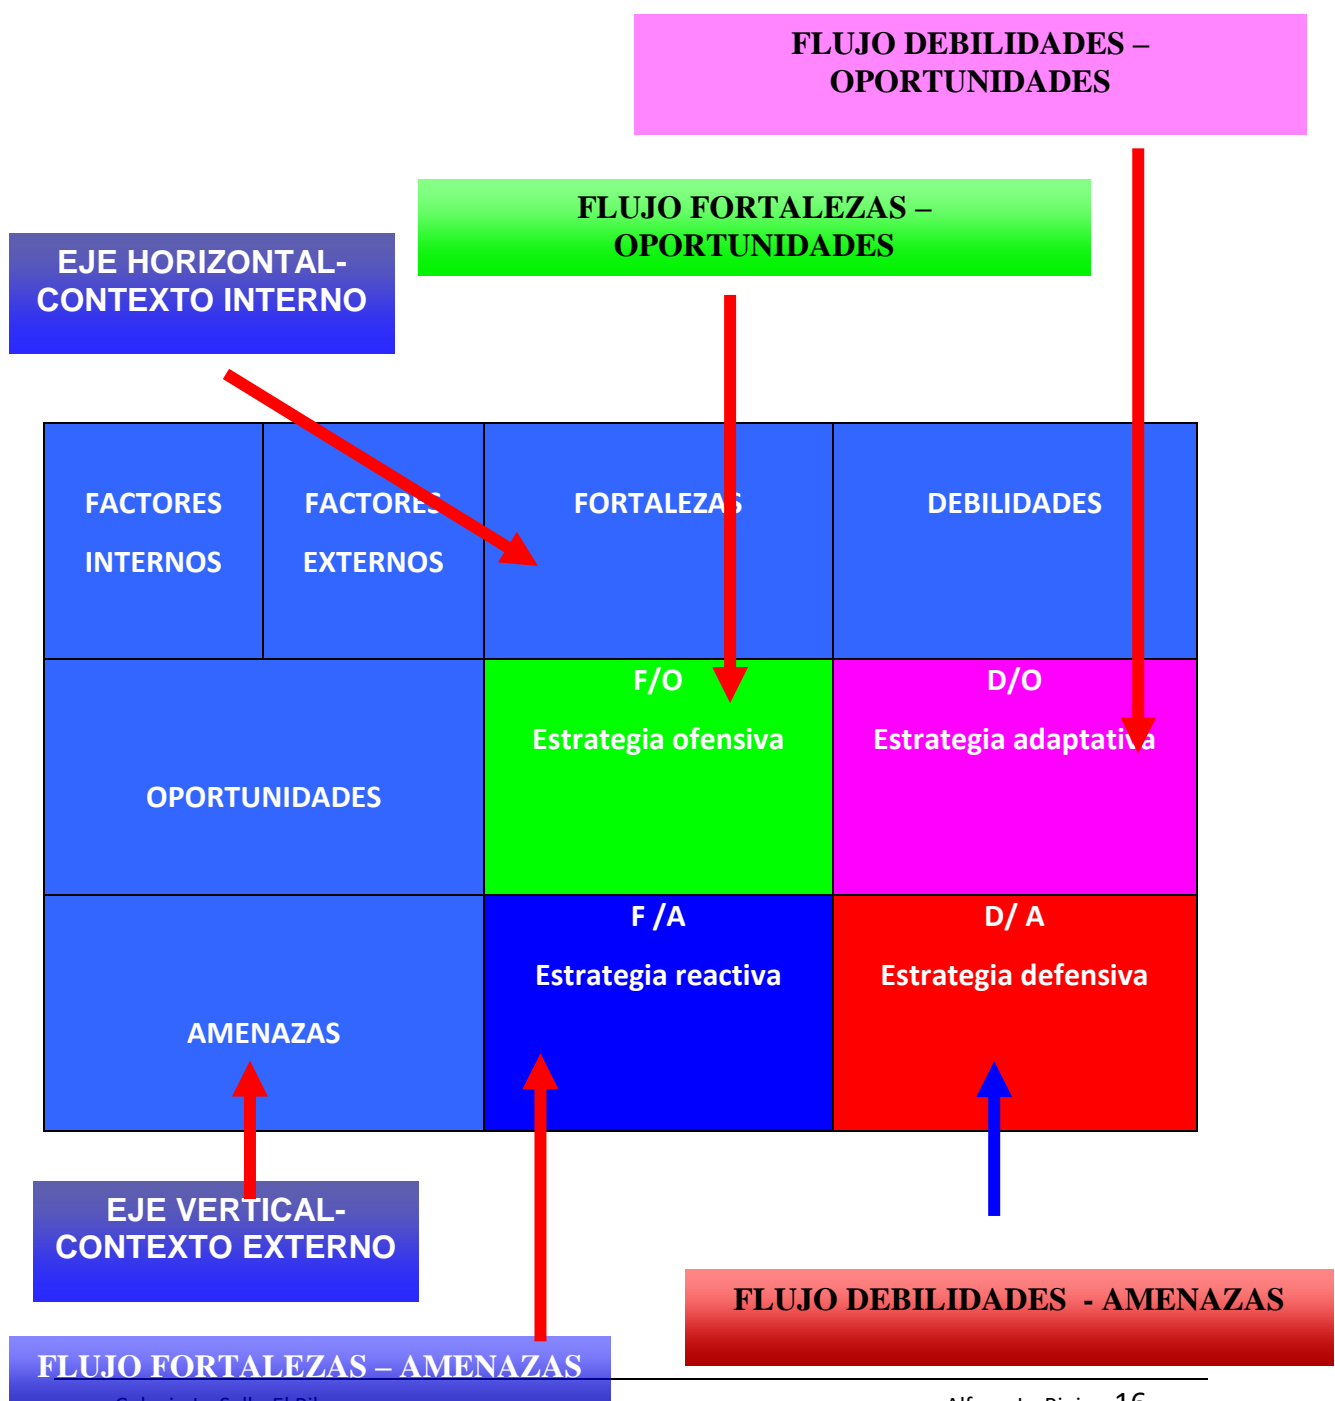 FLUJO DEBILIDADES –
OPORTUNIDADES
FLUJO FORTALEZAS –
OPORTUNIDADES
EJE HORIZONTAL-
CONTEXTO INTERNO
FACTORES
INTERNOS
FACTORES
EXTERNOS
FORTALEZAS
DEBILIDADES
OPORTUNIDADES
F/O
Estrategia ofensiva
D/O
Estrategia adaptativa
AMENAZAS
F /A
Estrategia reactiva
D/ A
Estrategia defensiva
EJE VERTICAL-
CONTEXTO EXTERNO
FLUJO DEBILIDADES - AMENAZAS
FLUJO FORTALEZAS – AMENAZAS
16